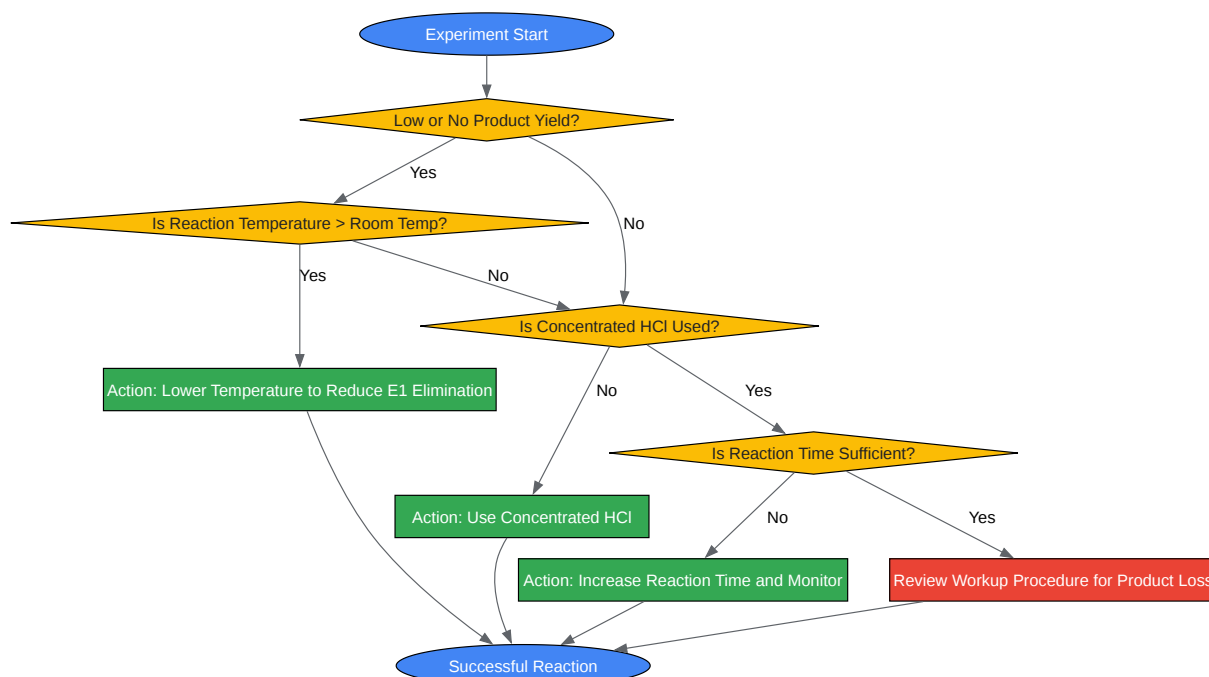 Experiment Start
Low or No Product Yield?
Yes
Is Reaction Temperature > Room Temp?
No
Yes
No
Is Concentrated HCl Used?
Action: Lower Temperature to Reduce E1 Elimination
No
Yes
Is Reaction Time Sufficient?
Action: Use Concentrated HCl
No
Yes
Action: Increase Reaction Time and Monitor
Review Workup Procedure for Product Loss
Successful Reaction